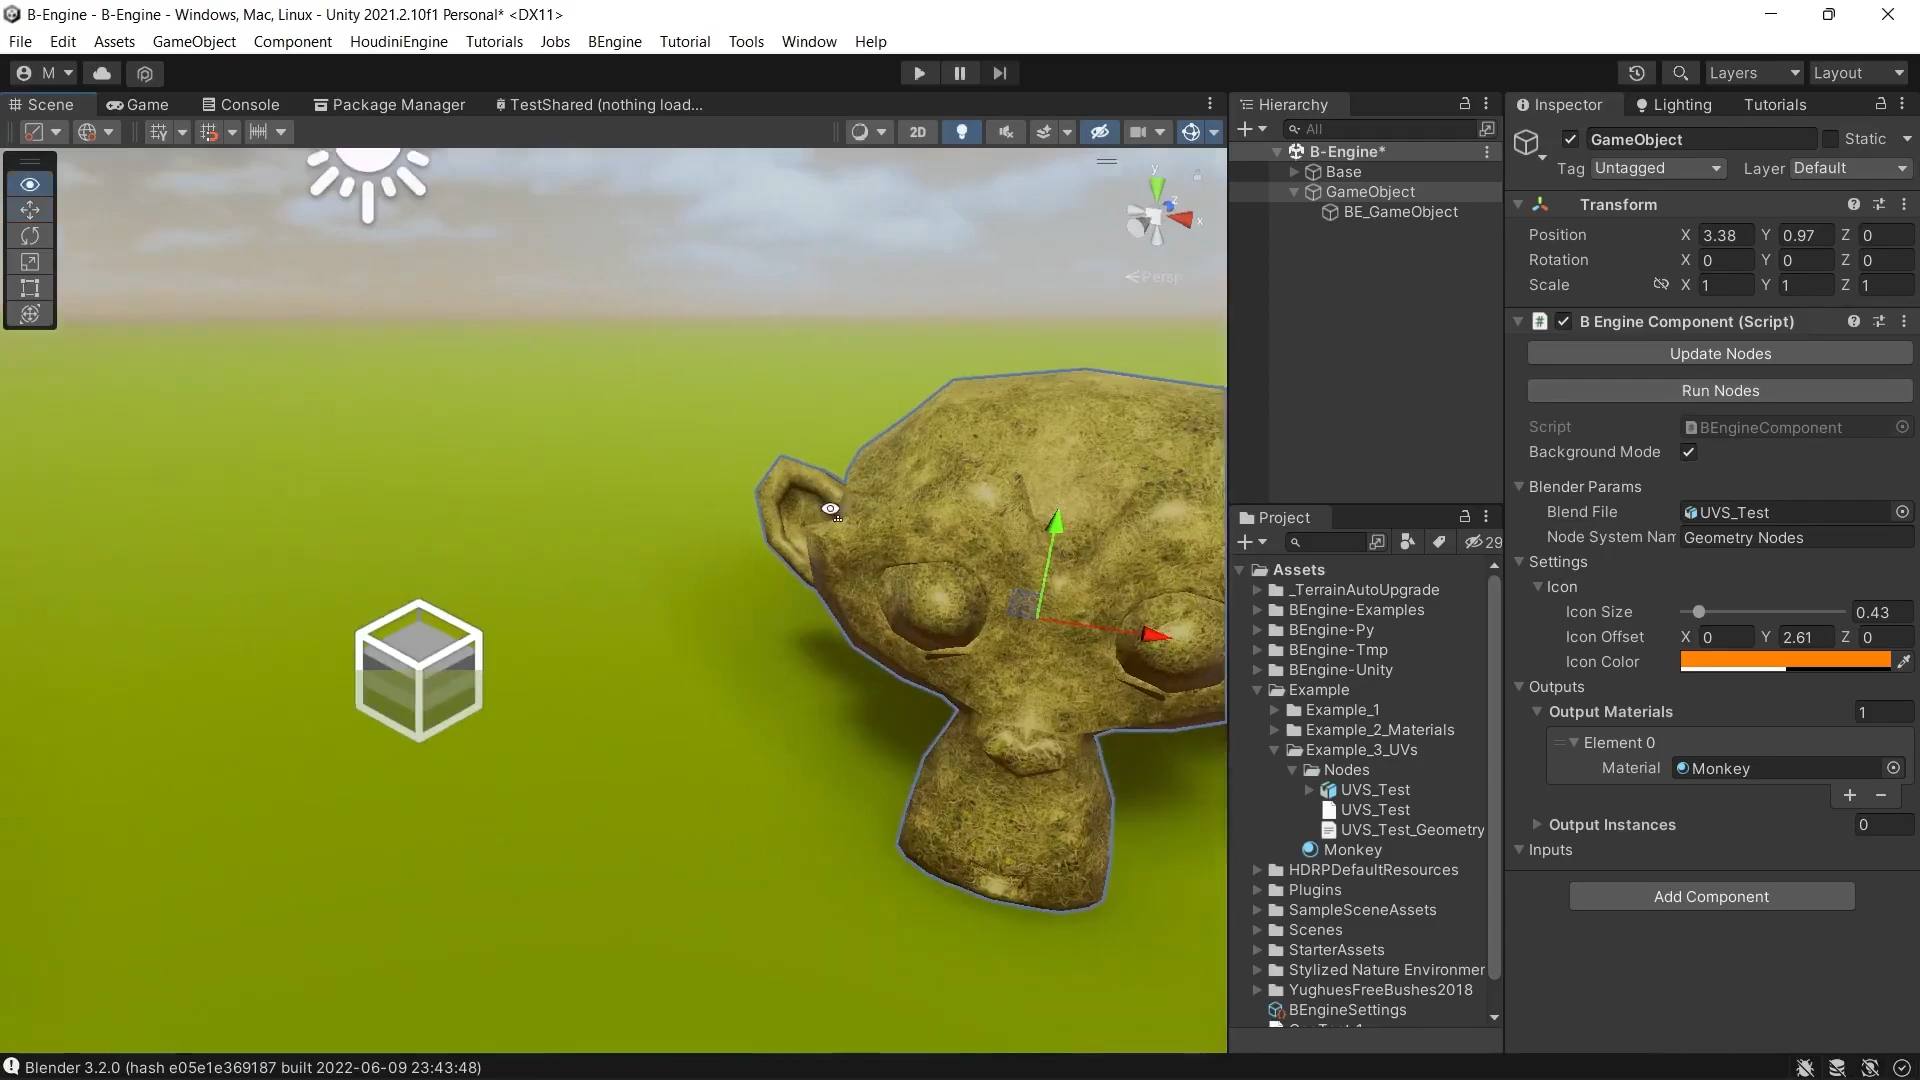 B-Engine - B-Engine - Windows, Mac, Linux - Unity 2021.2.10f1 Personal* <DX11>
File Edit Assets GameObject Component HoudiniEngine Tutorials Jobs BEngine Tutorial Tools Window Help
M Layers Layout
Scene Game Console Package Manager TestShared (nothing load...
2D
y
z
x
Persp
Hierarchy
All
B-Engine*
Base
GameObject
BE_GameObject
Project
29
Assets
_TerrainAutoUpgrade
BEngine-Examples
BEngine-Py
BEngine-Tmp
BEngine-Unity
Example
Example_1
Example_2_Materials
Example_3_UVs
Nodes
UVS_Test
UVS_Test
UVS_Test_Geometry
Monkey
HDRPDefaultResources
Plugins
SampleSceneAssets
Scenes
StarterAssets
Stylized Nature Environmer
YughuesFreeBushes2018
BEngineSettings
Inspector Lighting Tutorials
GameObject Static
Tag Untagged Layer Default
Transform
Position X 3.38 Y 0.97 Z 0
Rotation X 0 Y 0 Z 0
Scale X 1 Y 1 Z 1
B Engine Component (Script)
Update Nodes
Run Nodes
Script BEngineComponent
Background Mode
Blender Params
Blend File UVS_Test
Node System Nam Geometry Nodes
Settings
Icon
Icon Size 0.43
Icon Offset X 0 Y 2.61 Z 0
Icon Color
Outputs
Output Materials 1
Element 0
Material Monkey
Output Instances 0
Inputs
Add Component
Blender 3.2.0 (hash e05e1e369187 built 2022-06-09 23:43:48)